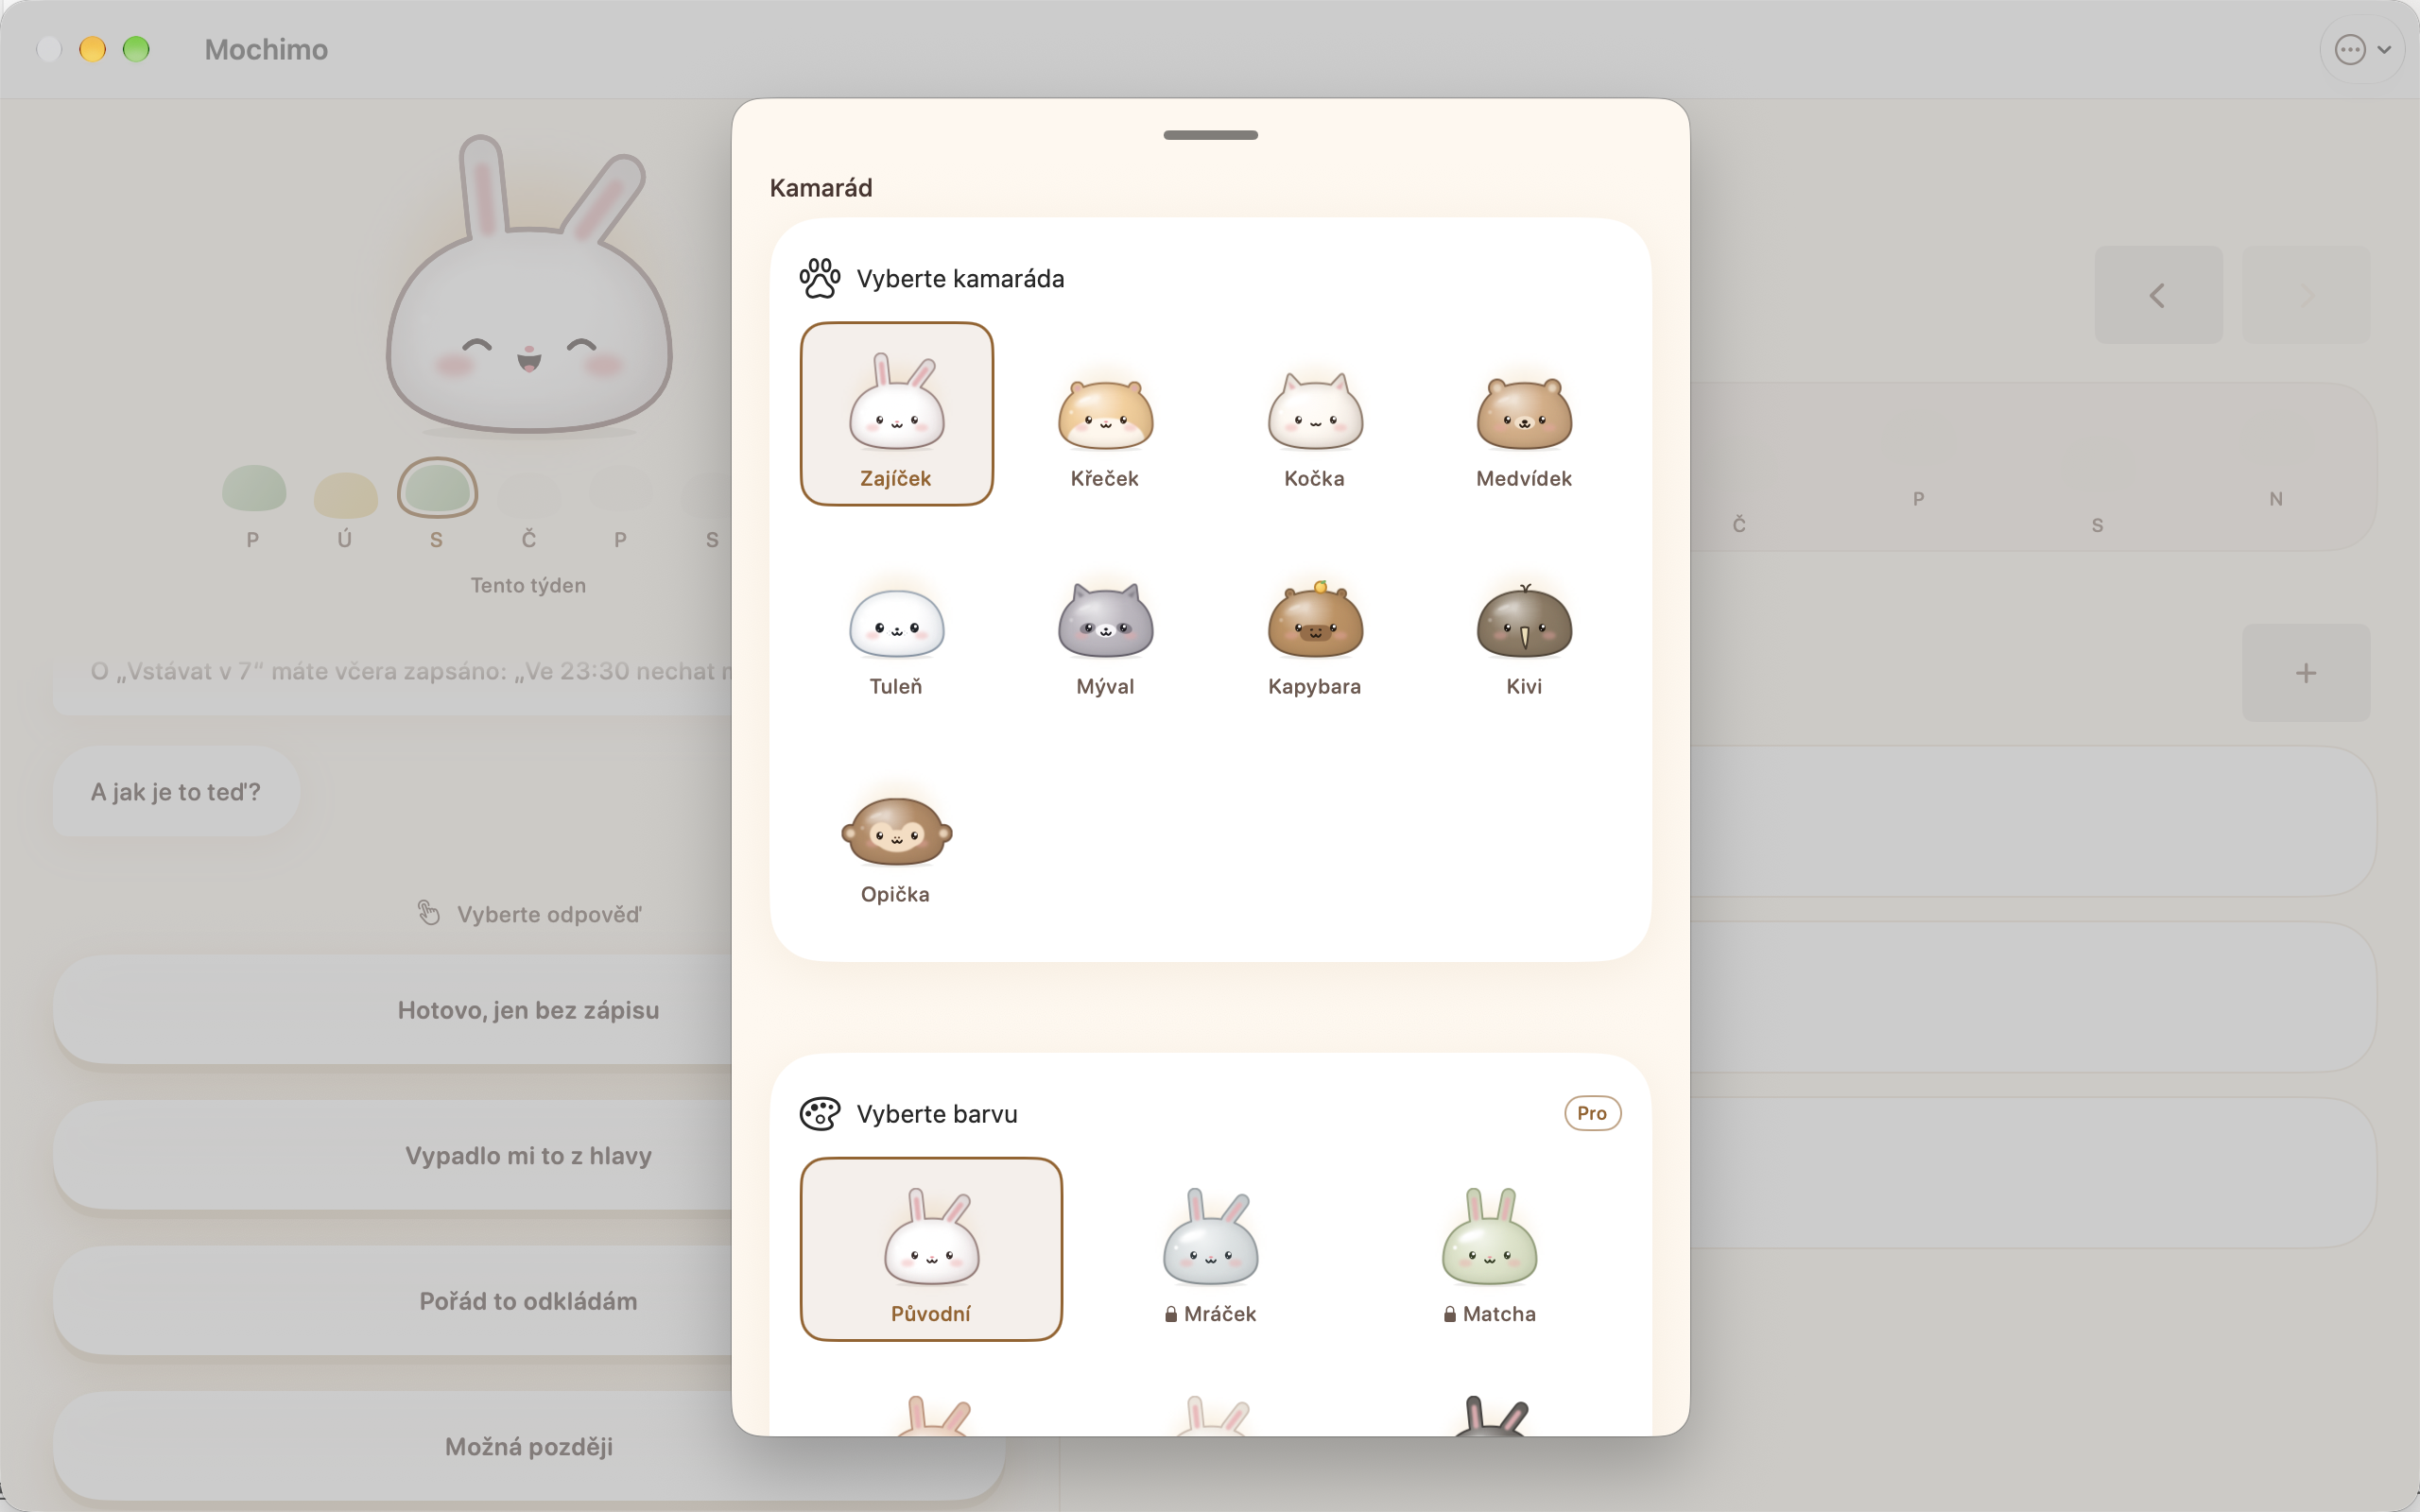 Mochimo
P Ú S Č P S
Tento týden
O „Vstávat v 7“ máte včera zapsáno: „Ve 23:30 nechat
A jak je to teď?
Vyberte odpověď
Hotovo, jen bez zápisu
Vypadlo mi to z hlavy
Pořád to odkládám
Možná později
Kamarád
Vyberte kamaráda
Zajíček Křeček Kočka Medvídek
Tuleň Mýval Kapybara Kivi
Opička
Vyberte barvu Pro
Původní Mráček Matcha
Č P S N